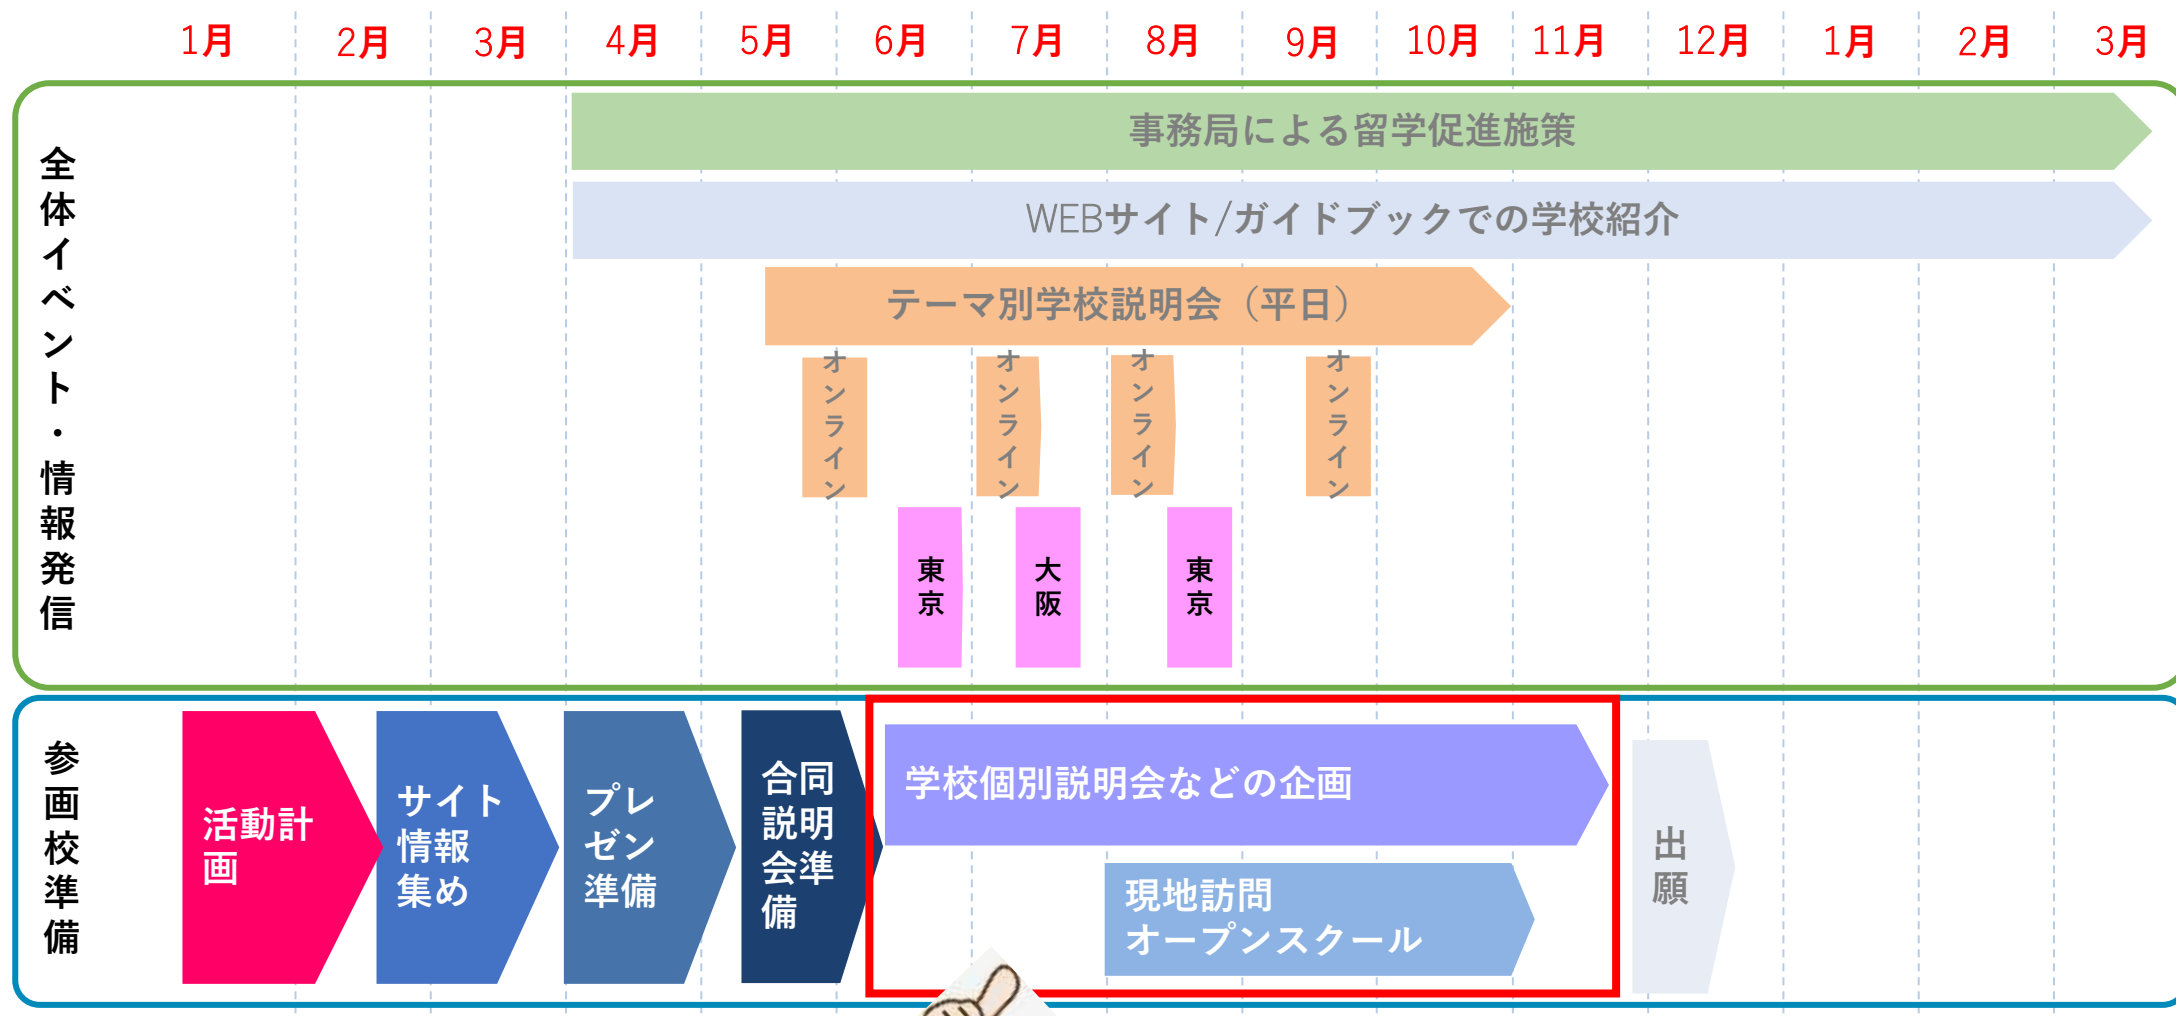 1月 2月 3月 4月 5月 6月 7月 8月 9月 10月 11月 12月 1月 2月 3月
全体イベント・情報発信
事務局による留学促進施策
WEBサイト/ガイドブックでの学校紹介
テーマ別学校説明会（平日）
オンライン
オンライン
オンライン
オンライン
東京
大阪
東京
参画校準備
活動計
画
サイト
情報
集め
プレ
ゼン
準備
合同
説明
会準
備
学校個別説明会などの企画
現地訪問
オープンスクール
出願